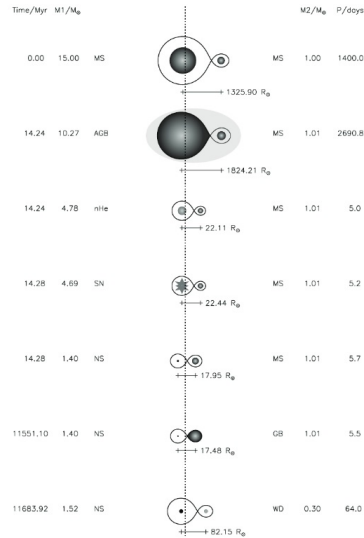 Time/Myr M1/M⊙ M2/M⊙ P/days
0.00 15.00 MS MS 1.00 1400.0
1325.90 R⊙
14.24 10.27 AGB MS 1.01 2690.8
1824.21 R⊙
14.24 4.78 nHe MS 1.01 5.0
22.11 R⊙
14.28 4.69 SN MS 1.01 5.2
22.44 R⊙
14.28 1.40 NS MS 1.01 5.7
17.95 R⊙
11551.10 1.40 NS GB 1.01 5.5
17.48 R⊙
11683.92 1.52 NS WD 0.30 64.0
82.15 R⊙